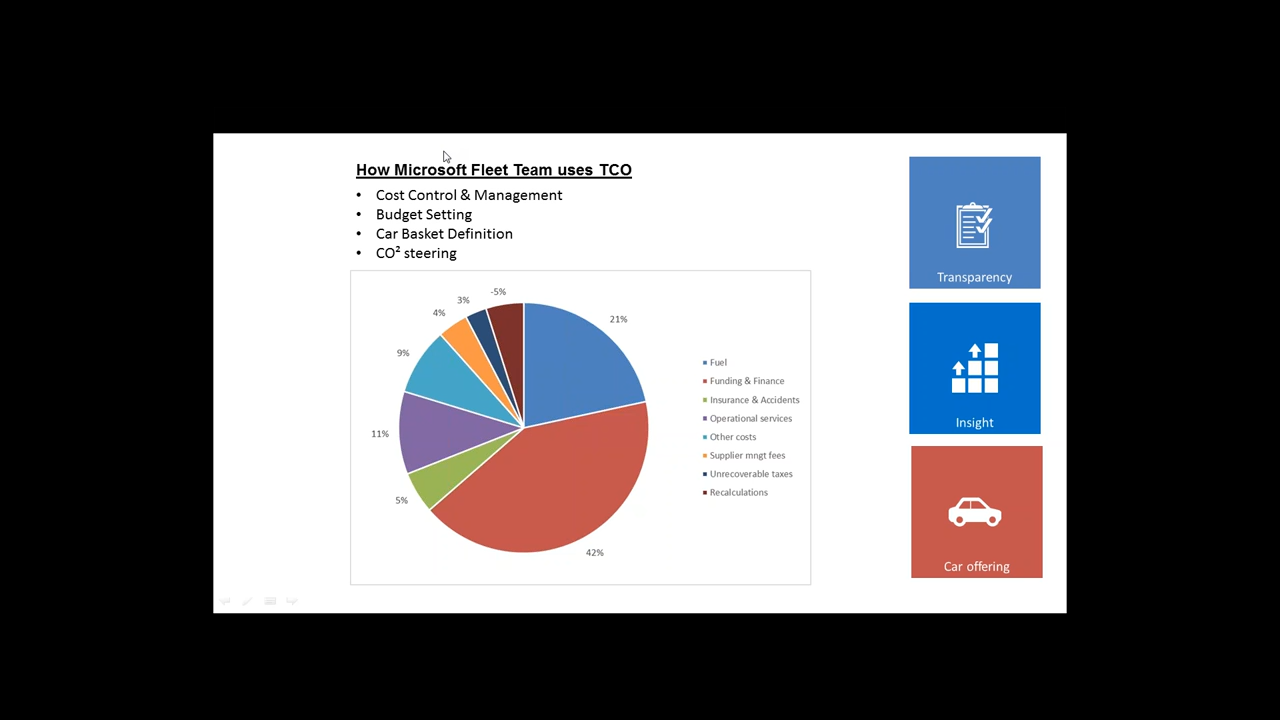 How Microsoft Fleet Team uses TCO
• Cost Control & Management
• Budget Setting
• Car Basket Definition
• CO² steering
-5%
3%
4%
21%
9%
11%
5%
42%
Fuel
Funding & Finance
Insurance & Accidents
Operational services
Other costs
Supplier mngt fees
Unrecoverable taxes
Recalculations
Transparency
Insight
Car offering